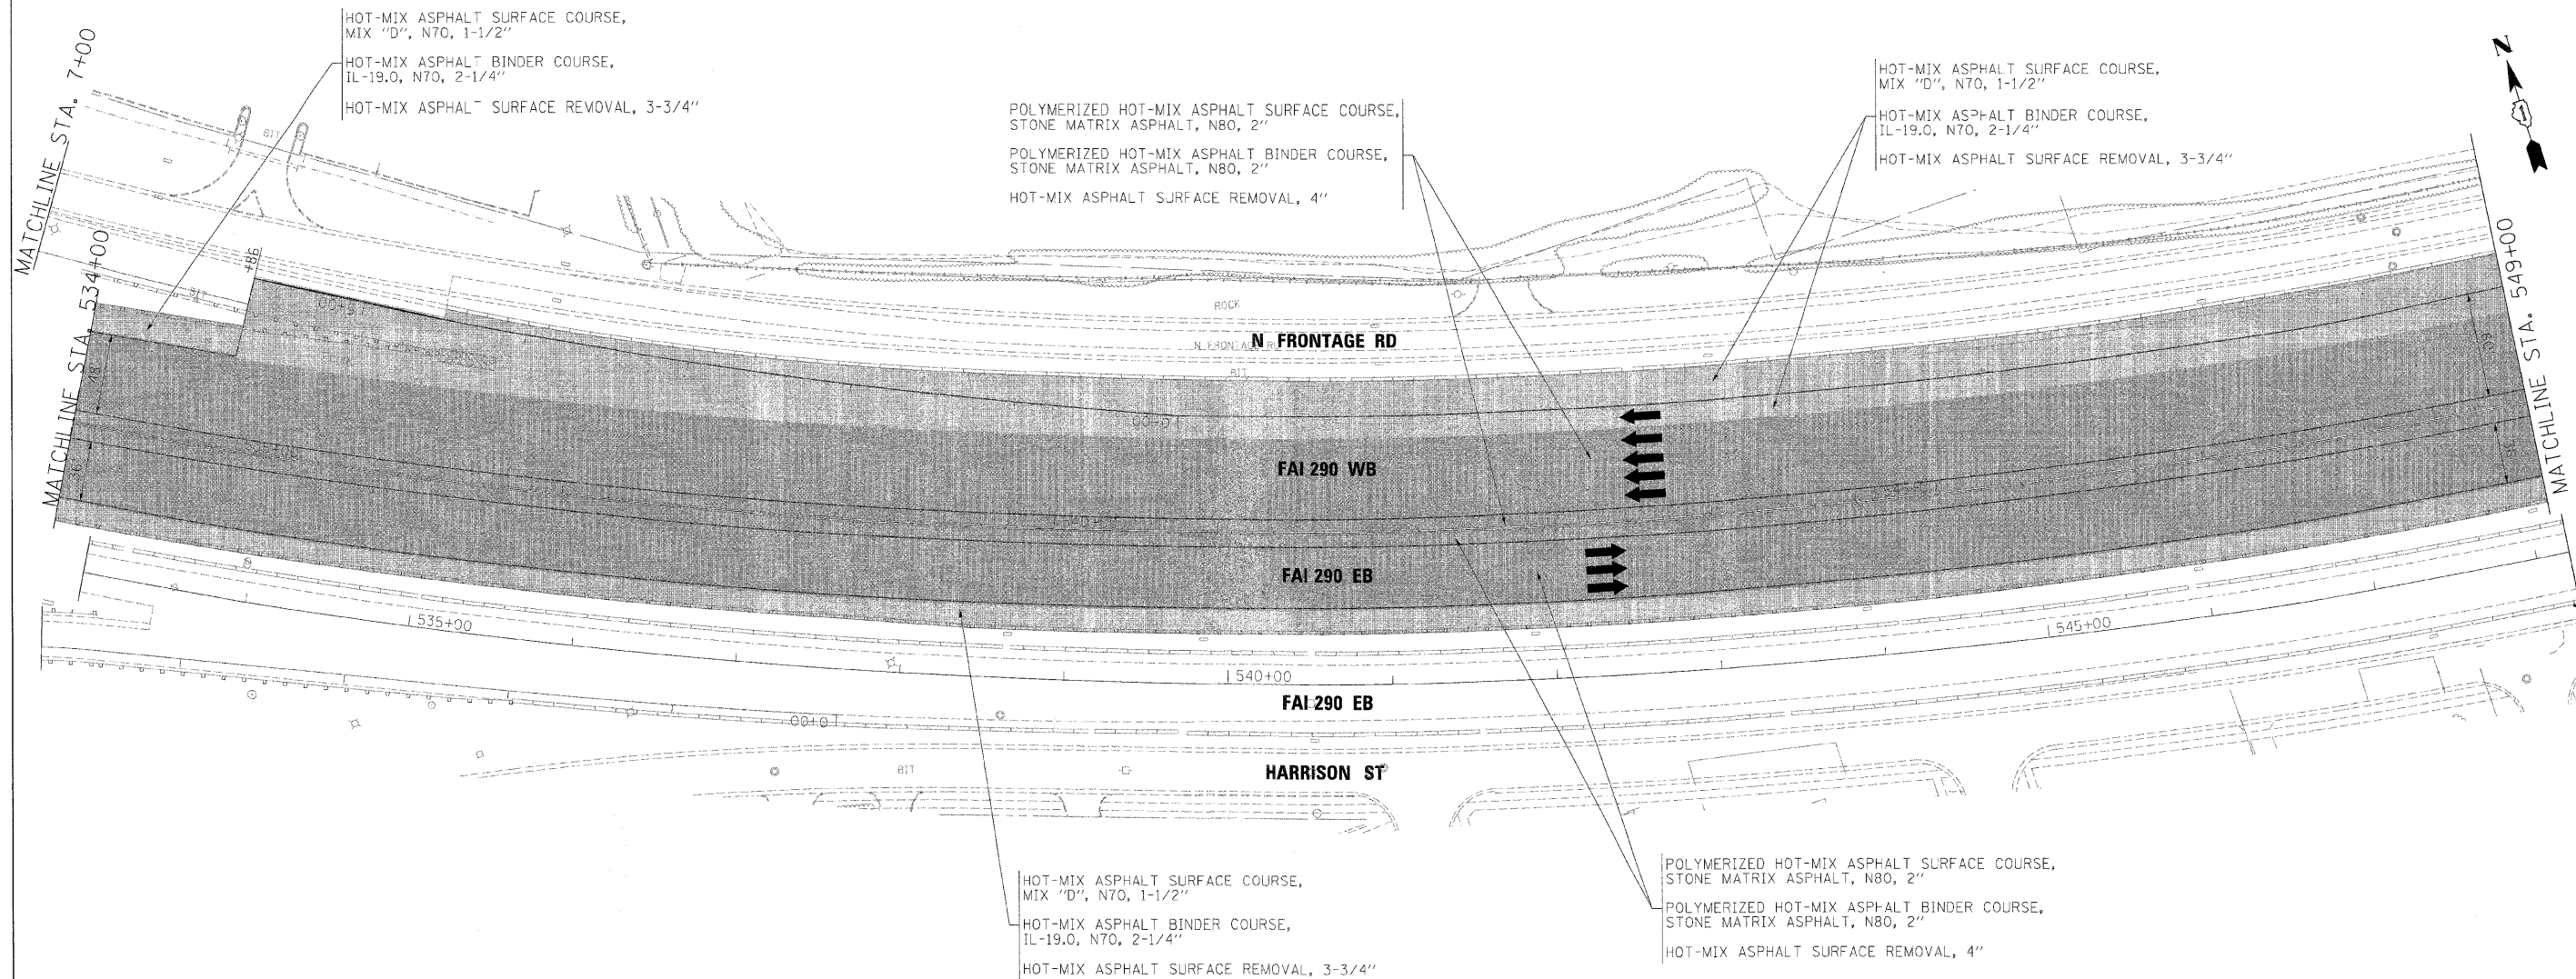 HOT-MIX ASPHALT SURFACE COURSE,
MIX "D", N70, 1-1/2"
HOT-MIX ASPHALT BINDER COURSE,
IL-19.0, N70, 2-1/4"
HOT-MIX ASPHALT SURFACE REMOVAL, 3-3/4"
POLYMERIZED HOT-MIX ASPHALT SURFACE COURSE,
STONE MATRIX ASPHALT, N80, 2"
POLYMERIZED HOT-MIX ASPHALT BINDER COURSE,
STONE MATRIX ASPHALT, N80, 2"
HOT-MIX ASPHALT SURFACE REMOVAL, 4"
HOT-MIX ASPHALT SURFACE COURSE,
MIX "D", N70, 1-1/2"
HOT-MIX ASPHALT BINDER COURSE,
IL-19.0, N70, 2-1/4"
HOT-MIX ASPHALT SURFACE REMOVAL, 3-3/4"
N
MATCHLINE STA. 7+00
BIT
MATCHLINE STA. 534+00
+86
ROCK
N FRONTAGE RD
BIT
MATCHLINE STA. 549+00
48'
36'
60'
36'
FAI 290 WB
FAI 290 EB
535+00
540+00
545+00
FAI 290 EB
BIT
HARRISON ST
HOT-MIX ASPHALT SURFACE COURSE,
MIX "D", N70, 1-1/2"
HOT-MIX ASPHALT BINDER COURSE,
IL-19.0, N70, 2-1/4"
HOT-MIX ASPHALT SURFACE REMOVAL, 3-3/4"
POLYMERIZED HOT-MIX ASPHALT SURFACE COURSE,
STONE MATRIX ASPHALT, N80, 2"
POLYMERIZED HOT-MIX ASPHALT BINDER COURSE,
STONE MATRIX ASPHALT, N80, 2"
HOT-MIX ASPHALT SURFACE REMOVAL, 4"